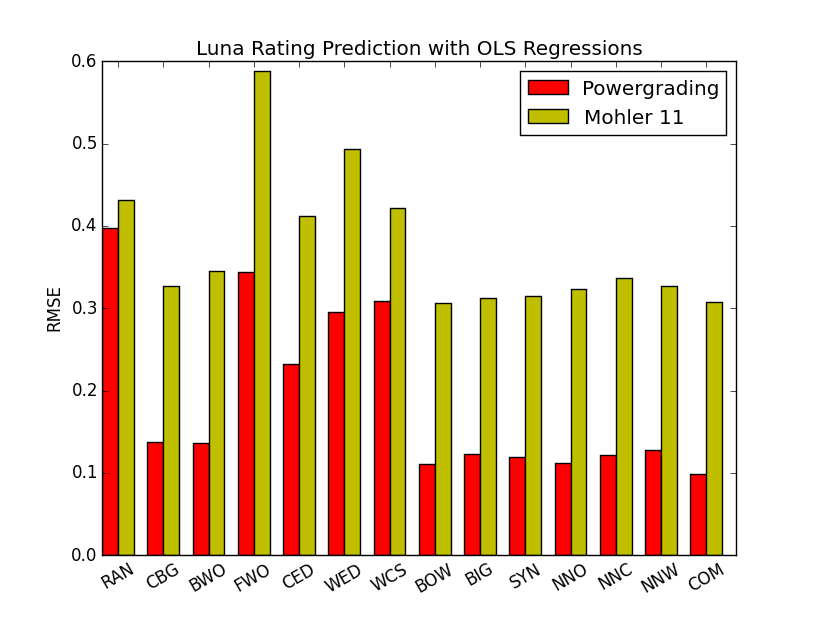 Luna Rating Prediction with OLS Regressions
Powergrading
Mohler 11
RMSE
0.6
0.5
0.4
0.3
0.2
0.1
0.0
RAN CBG BWO FWO CED WED WCS BOW BIG SYN NNO NNC NNW COM